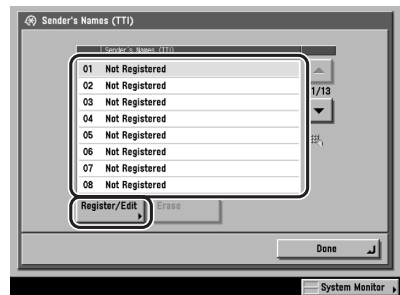 Sender's Names (TTI)
Sender's Names (TTI)
01 Not Registered
02 Not Registered
1/13
03 Not Registered
04 Not Registered
05 Not Registered
06 Not Registered
07 Not Registered
08 Not Registered
Register/Edit Erase
Done
System Monitor